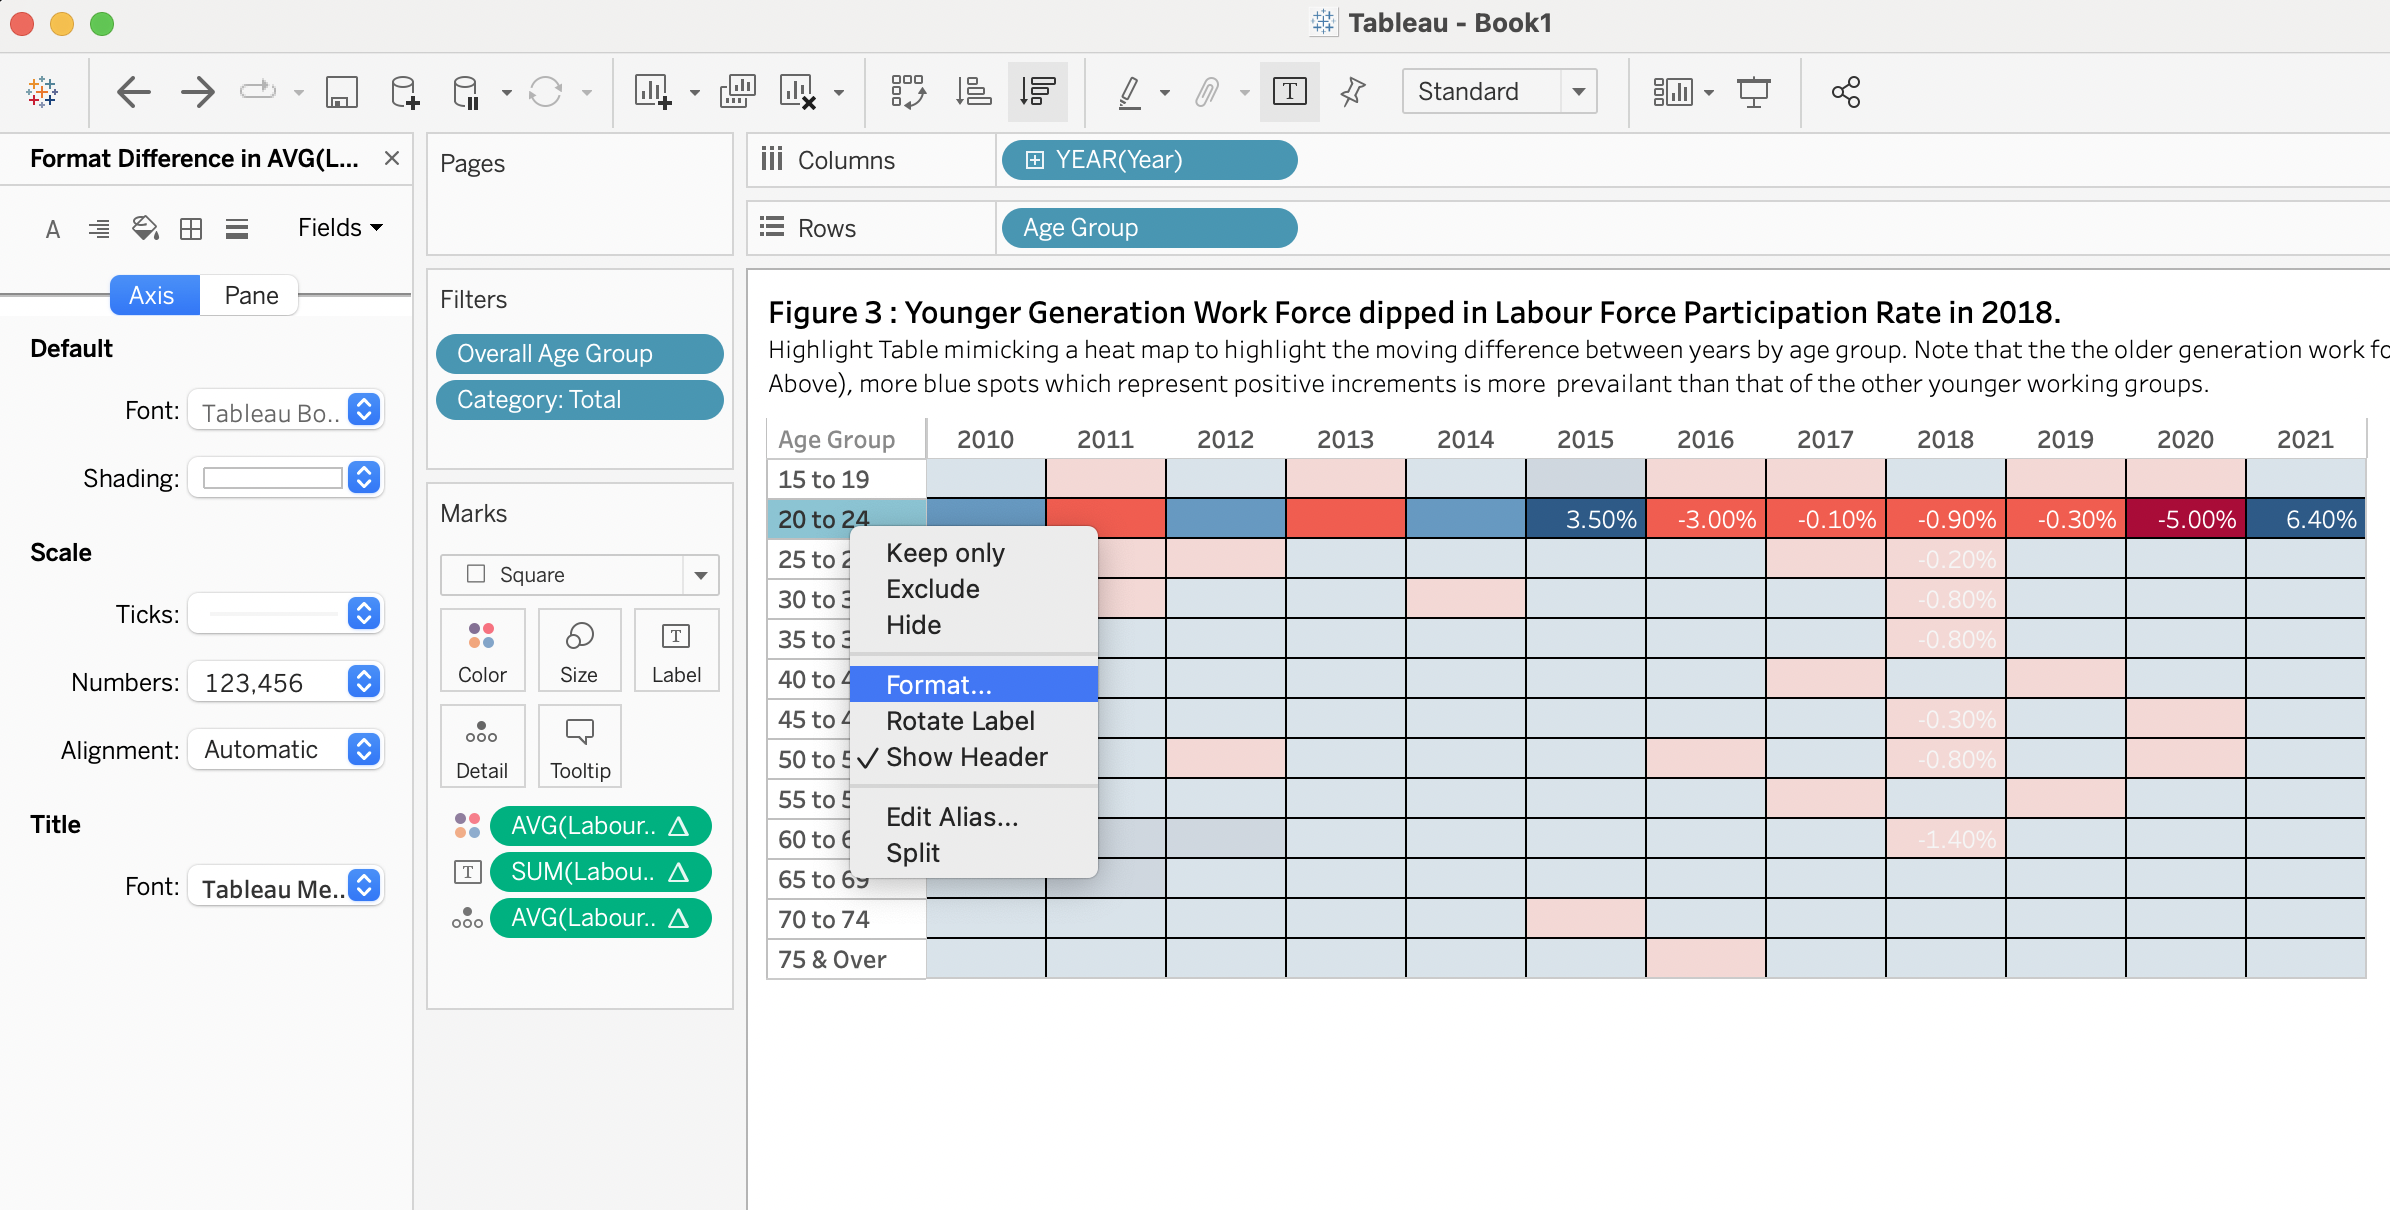 Tableau - Book1
Standard
Format Difference in AVG(L...
Fields
Axis
Pane
Default
Font:
Tableau Bo..
Shading:
Scale
Ticks:
Numbers:
123,456
Alignment:
Automatic
Title
Font:
Tableau Me..
Pages
Filters
Overall Age Group
Category: Total
Marks
Square
Color
Size
Label
Detail
Tooltip
AVG(Labour..
SUM(Labou..
AVG(Labour..
Columns
YEAR(Year)
Rows
Age Group
Figure 3 : Younger Generation Work Force dipped in Labour Force Participation Rate in 2018.
Highlight Table mimicking a heat map to highlight the moving difference between years by age group. Note that the the older generation work fo
Above), more blue spots which represent positive increments is more prevailant than that of the other younger working groups.
Age Group 2010 2011 2012 2013 2014 2015 2016 2017 2018 2019 2020 2021
15 to 19
20 to 24 3.50% -3.00% -0.10% -0.90% -0.30% -5.00% 6.40%
25 to 2 -0.20%
30 to 3 -0.80%
35 to 3 -0.80%
40 to 4
45 to 4 -0.30%
50 to 5 -0.80%
55 to 5
60 to 6 -1.40%
65 to 69
70 to 74
75 & Over
Keep only
Exclude
Hide
Format...
Rotate Label
Show Header
Edit Alias...
Split